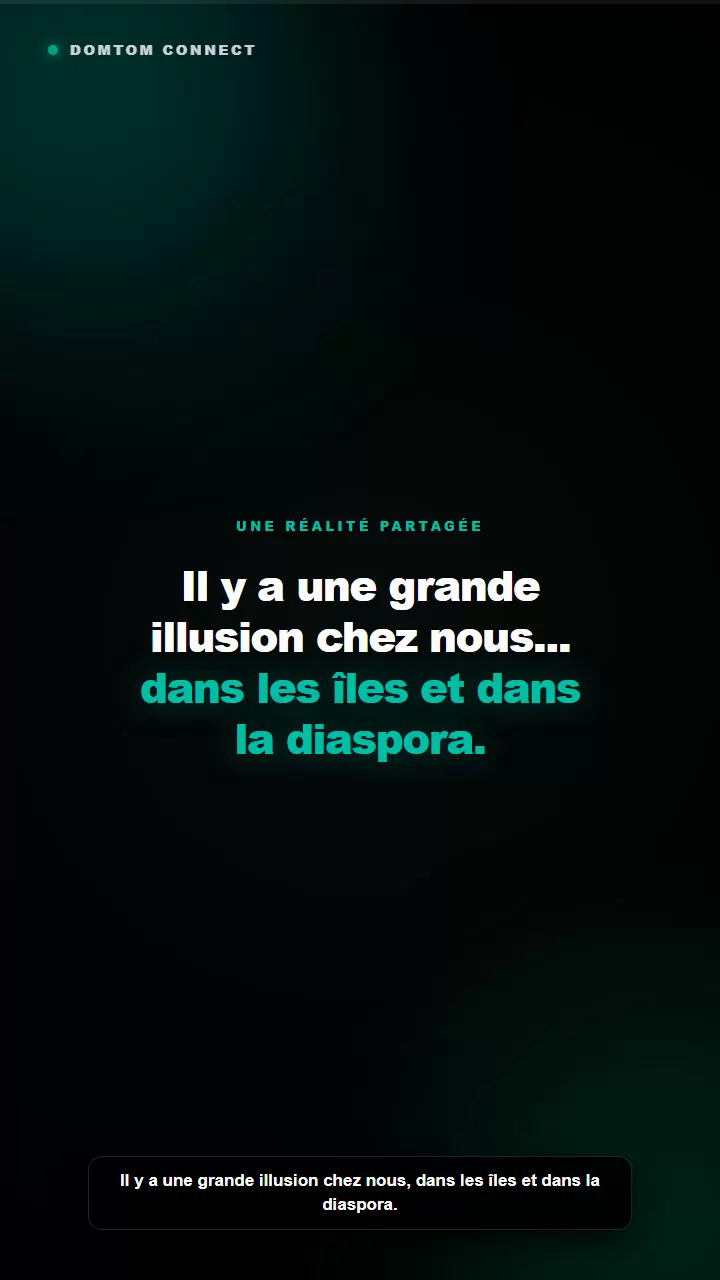 DOMTOM CONNECT
UNE RÉALITÉ PARTAGÉE
Il y a une grande
illusion chez nous...
dans les îles et dans
la diaspora.
Il y a une grande illusion chez nous, dans les îles et dans la
diaspora.